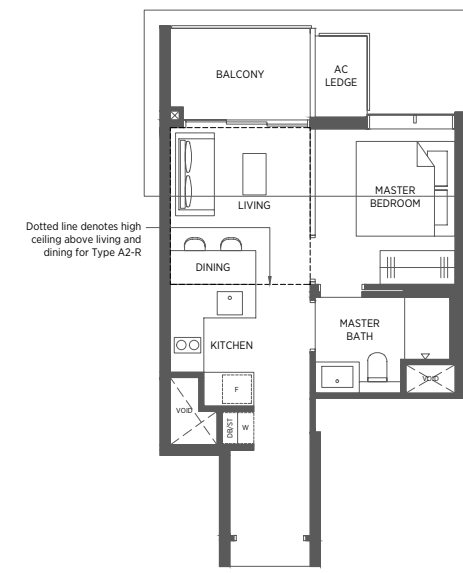 BALCONY
AC
LEDGE
LIVING
MASTER
BEDROOM
Dotted line denotes high
ceiling above living and
dining for Type A2-R
DINING
MASTER
BATH
KITCHEN
VOID
F
VOID
DB/ST
W